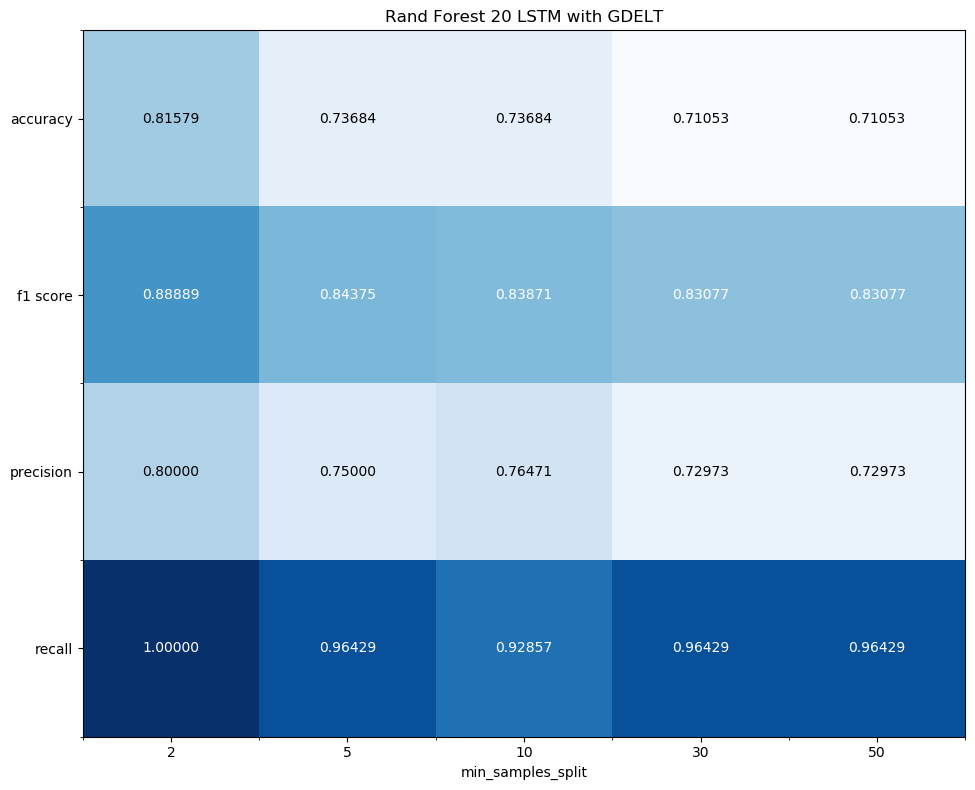 Rand Forest 20 LSTM with GDELT
accuracy 0.81579 0.73684 0.73684 0.71053 0.71053
f1 score 0.88889 0.84375 0.83871 0.83077 0.83077
precision 0.80000 0.75000 0.76471 0.72973 0.72973
recall 1.00000 0.96429 0.92857 0.96429 0.96429
2 5 10 30 50
min_samples_split